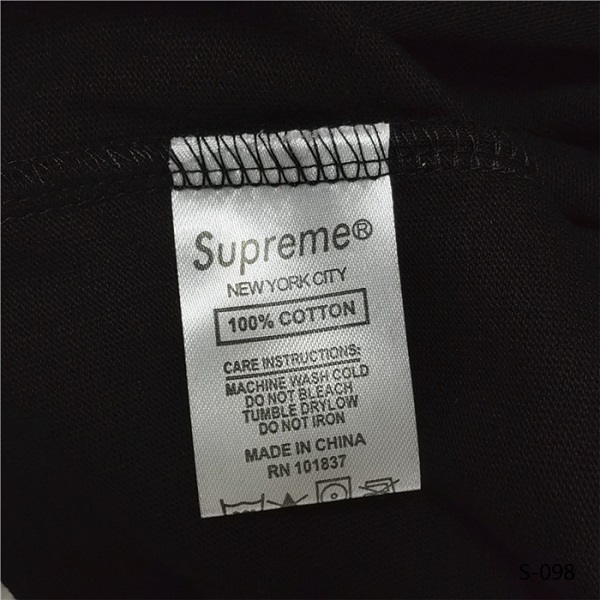 Supreme®
NEW YORK CITY
100% COTTON
CARE INSTRUCTIONS:
MACHINE WASH COLD
DO NOT BLEACH
TUMBLE DRYLOW
DO NOT IRON
MADE IN CHINA
RN 101837
S-098